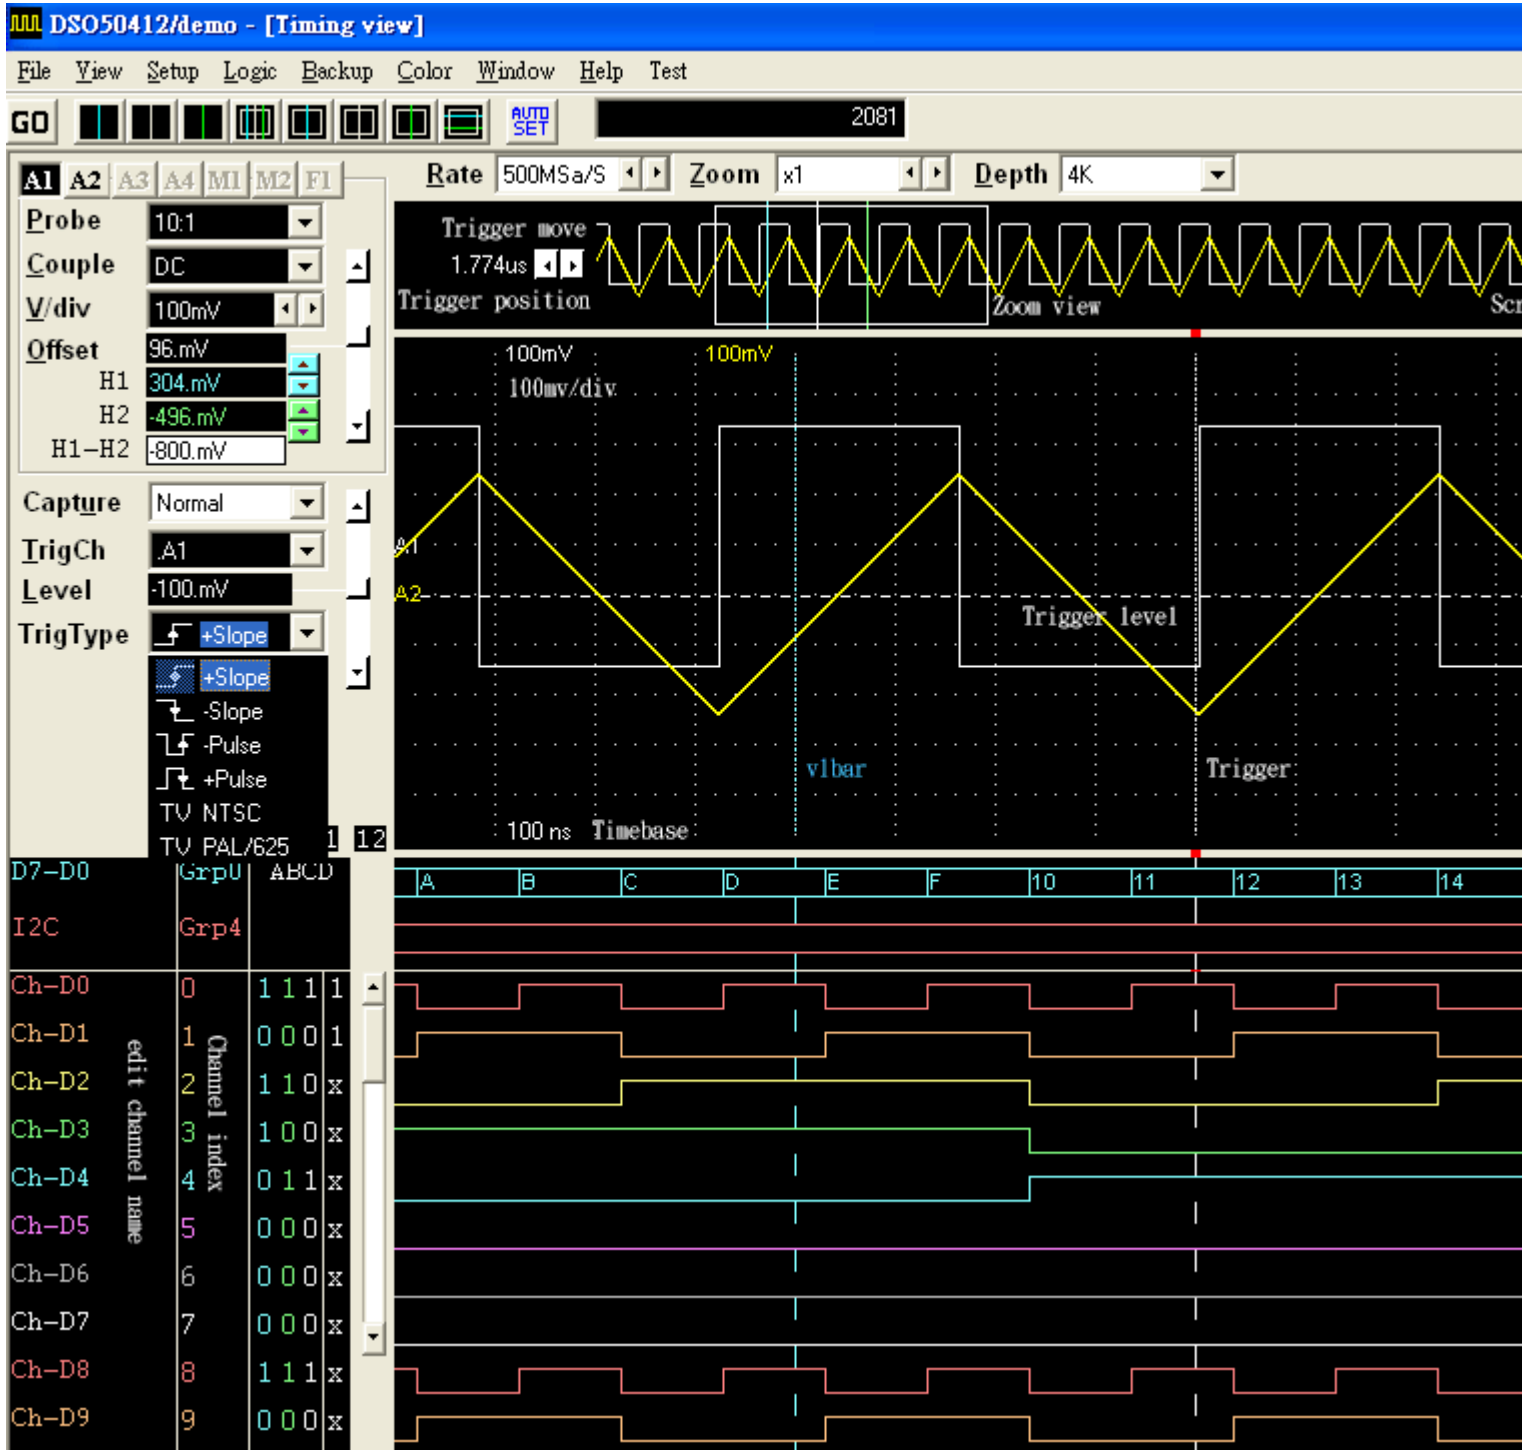 DSO50412/demo - [Timing view]
File View Setup Logic Backup Color Window Help Test
GO AUTO SET 2081
A1 A2 A3 A4 M1 M2 F1
Rate 500MSa/S Zoom x1 Depth 4K
Probe 10:1
Couple DC
V/div 100mV
Offset 96.mV
H1 304.mV
H2 -496.mV
H1-H2 -800.mV
Capture Normal
TrigCh .A1
Level -100.mV
TrigType +Slope
+Slope
-Slope
-Pulse
+Pulse
TV NTSC
TV PAL/625
1 12
Trigger move
1.774us
Trigger position
Zoom view
Scr
100mV 100mV
100mv/div
A1
A2
Trigger level
v1bar
Trigger
100 ns Timebase
D7-D0 Grp0 ABCD
A B C D E F 10 11 12 13 14
I2C Grp4
Ch-D0 0 1 1 1 1
Ch-D1 1 0 0 0 1
Ch-D2 2 1 1 0 x
Ch-D3 3 1 0 0 x
Ch-D4 4 0 1 1 x
Ch-D5 5 0 0 0 x
Ch-D6 6 0 0 0 x
Ch-D7 7 0 0 0 x
Ch-D8 8 1 1 1 x
Ch-D9 9 0 0 0 x
edit channel name
Channel index